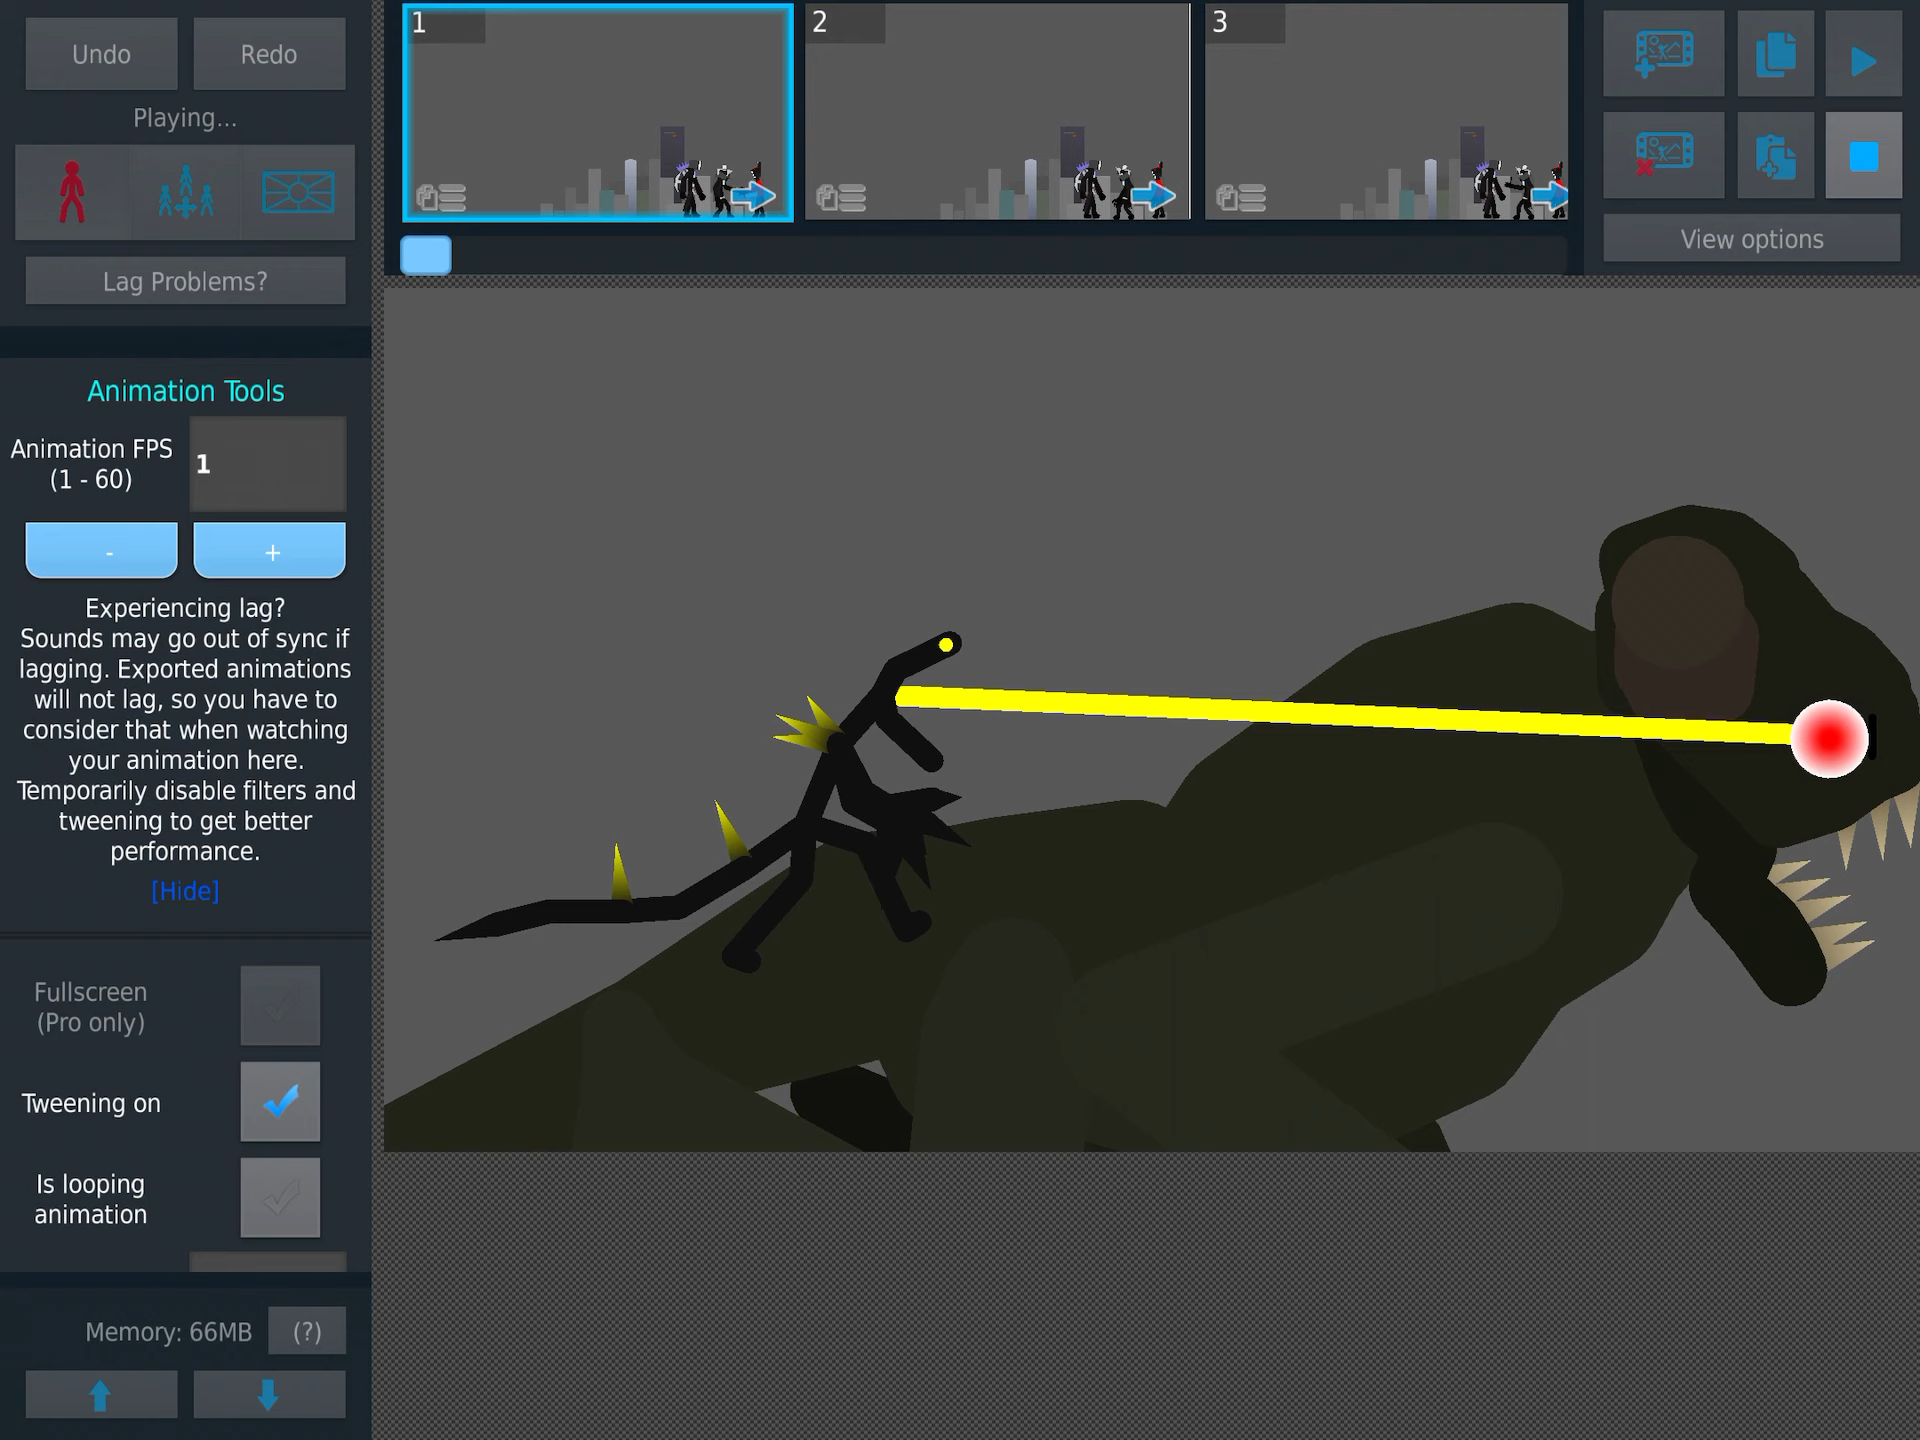 Undo
Redo
Playing...
Lag Problems?
1
2
3
View options
Animation Tools
Animation FPS
(1 - 60)
1
-
+
Experiencing lag?
Sounds may go out of sync if
lagging. Exported animations
will not lag, so you have to
consider that when watching
your animation here.
Temporarily disable filters and
tweening to get better
performance.
[Hide]
Fullscreen
(Pro only)
Tweening on
Is looping
animation
Memory: 66MB
(?)